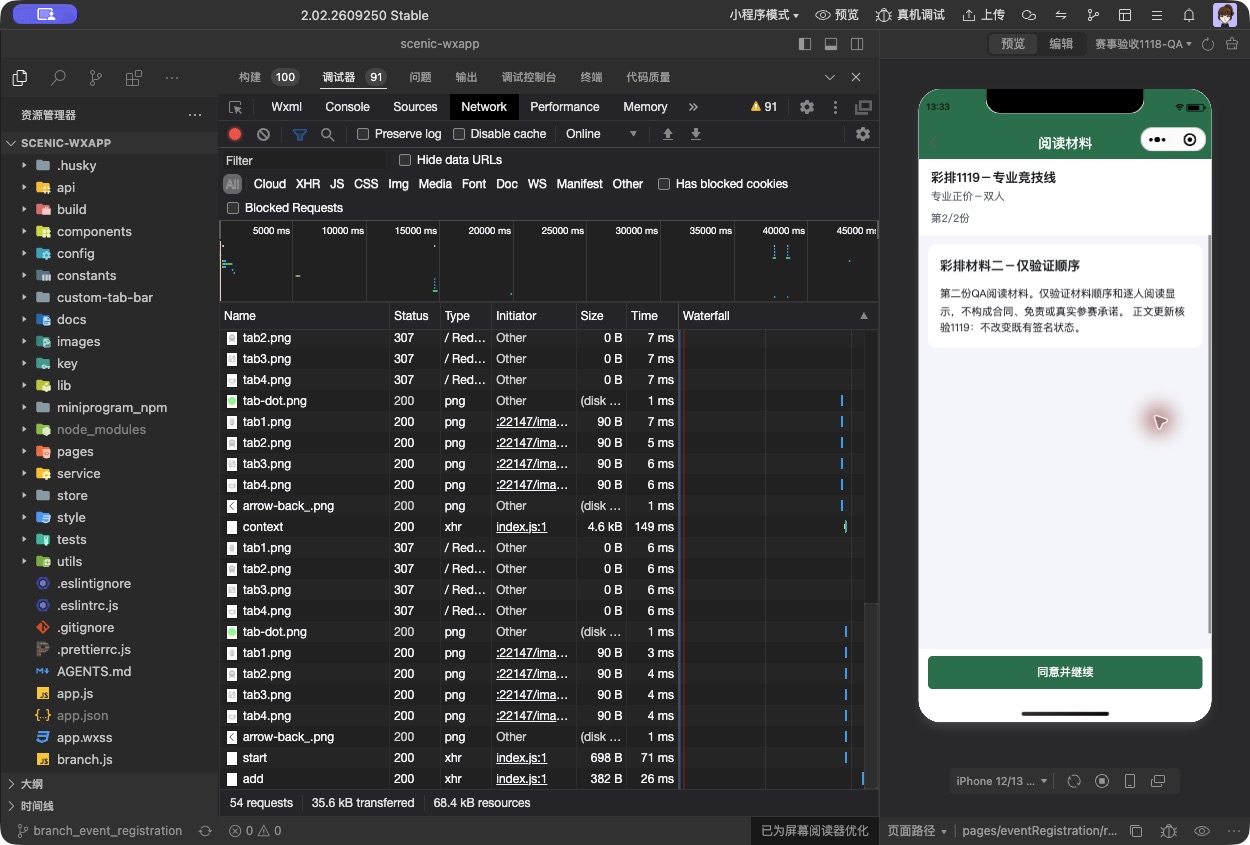 2.02.2609250 Stable
小程序模式
预览
真机调试
上传
scenic-wxapp
预览
编辑
赛事验收1118-QA
构建 100
调试器 91
问题
输出
调试控制台
终端
代码质量
资源管理器
SCENIC-WXAPP
.husky
api
build
components
config
constants
custom-tab-bar
docs
images
key
lib
miniprogram_npm
node_modules
pages
service
store
style
tests
utils
.eslintignore
.eslintrc.js
.gitignore
.prettierrc.js
AGENTS.md
app.js
app.json
app.wxss
branch.js
大纲
时间线
Wxml Console Sources Network Performance Memory » 91
Preserve log Disable cache Online
Filter Hide data URLs
All Cloud XHR JS CSS Img Media Font Doc WS Manifest Other Has blocked cookies
Blocked Requests
5000 ms 10000 ms 15000 ms 20000 ms 25000 ms 30000 ms 35000 ms 40000 ms 45000 ms
Name Status Type Initiator Size Time Waterfall
tab2.png 307 / Red... Other 0 B 7 ms
tab3.png 307 / Red... Other 0 B 7 ms
tab4.png 307 / Red... Other 0 B 7 ms
tab-dot.png 200 png Other (disk ... 1 ms
tab1.png 200 png :22147/ima... 90 B 7 ms
tab2.png 200 png :22147/ima... 90 B 5 ms
tab3.png 200 png :22147/ima... 90 B 6 ms
tab4.png 200 png :22147/ima... 90 B 6 ms
arrow-back_.png 200 png Other (disk ... 1 ms
context 200 xhr index.js:1 4.6 kB 149 ms
tab1.png 307 / Red... Other 0 B 6 ms
tab2.png 307 / Red... Other 0 B 6 ms
tab3.png 307 / Red... Other 0 B 6 ms
tab4.png 307 / Red... Other 0 B 6 ms
tab-dot.png 200 png Other (disk ... 1 ms
tab1.png 200 png :22147/ima... 90 B 3 ms
tab2.png 200 png :22147/ima... 90 B 4 ms
tab3.png 200 png :22147/ima... 90 B 4 ms
tab4.png 200 png :22147/ima... 90 B 4 ms
arrow-back_.png 200 png Other (disk ... 1 ms
start 200 xhr index.js:1 698 B 71 ms
add 200 xhr index.js:1 382 B 26 ms
54 requests 35.6 kB transferred 68.4 kB resources
13:33
阅读材料
彩排1119－专业竞技线
专业正价－双人
第2/2份
彩排材料二－仅验证顺序
第二份QA阅读材料。仅验证材料顺序和逐人阅读显
示，不构成合同、免责或真实参赛承诺。 正文更新核
验1119：不改变既有签名状态。
同意并继续
iPhone 12/13 ...
branch_event_registration
0 0
已为屏幕阅读器优化
页面路径
pages/eventRegistration/r...